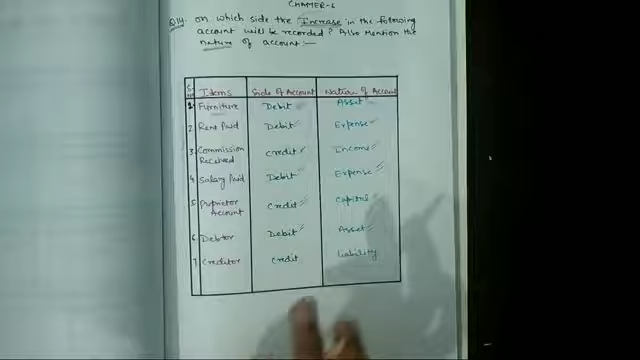 CHAPTER-6
Q14. On which side the Increase in the following
account will be recorded? Also Mention the
nature of account:-
S.No Items Side of Account Nature of Account
1. Furniture Debit Asset
2 Rent Paid Debit Expense
3 Commission Received Credit Income
4 Salary Paid Debit Expense
5 Proprietor Account Credit Capital
6 Debtor Debit Asset
7 Creditor Credit Liability